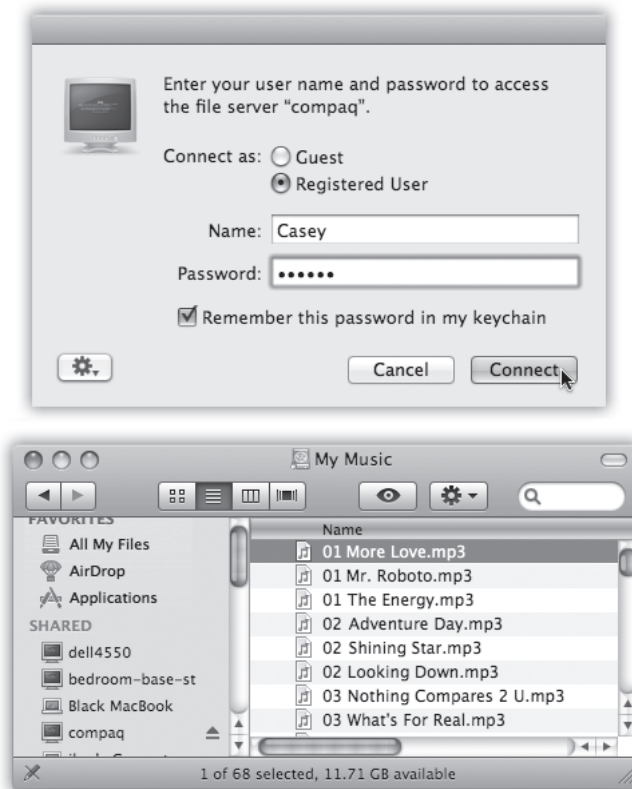 Enter your user name and password to access
the file server “compaq”.
Connect as: Guest
Registered User
Name: Casey
Password: ••••••
Remember this password in my keychain
Cancel Connect
My Music
FAVORITES
All My Files
AirDrop
Applications
SHARED
dell4550
bedroom-base-st
Black MacBook
compaq
Name
01 More Love.mp3
01 Mr. Roboto.mp3
01 The Energy.mp3
02 Adventure Day.mp3
02 Shining Star.mp3
02 Looking Down.mp3
03 Nothing Compares 2 U.mp3
03 What's For Real.mp3
1 of 68 selected, 11.71 GB available